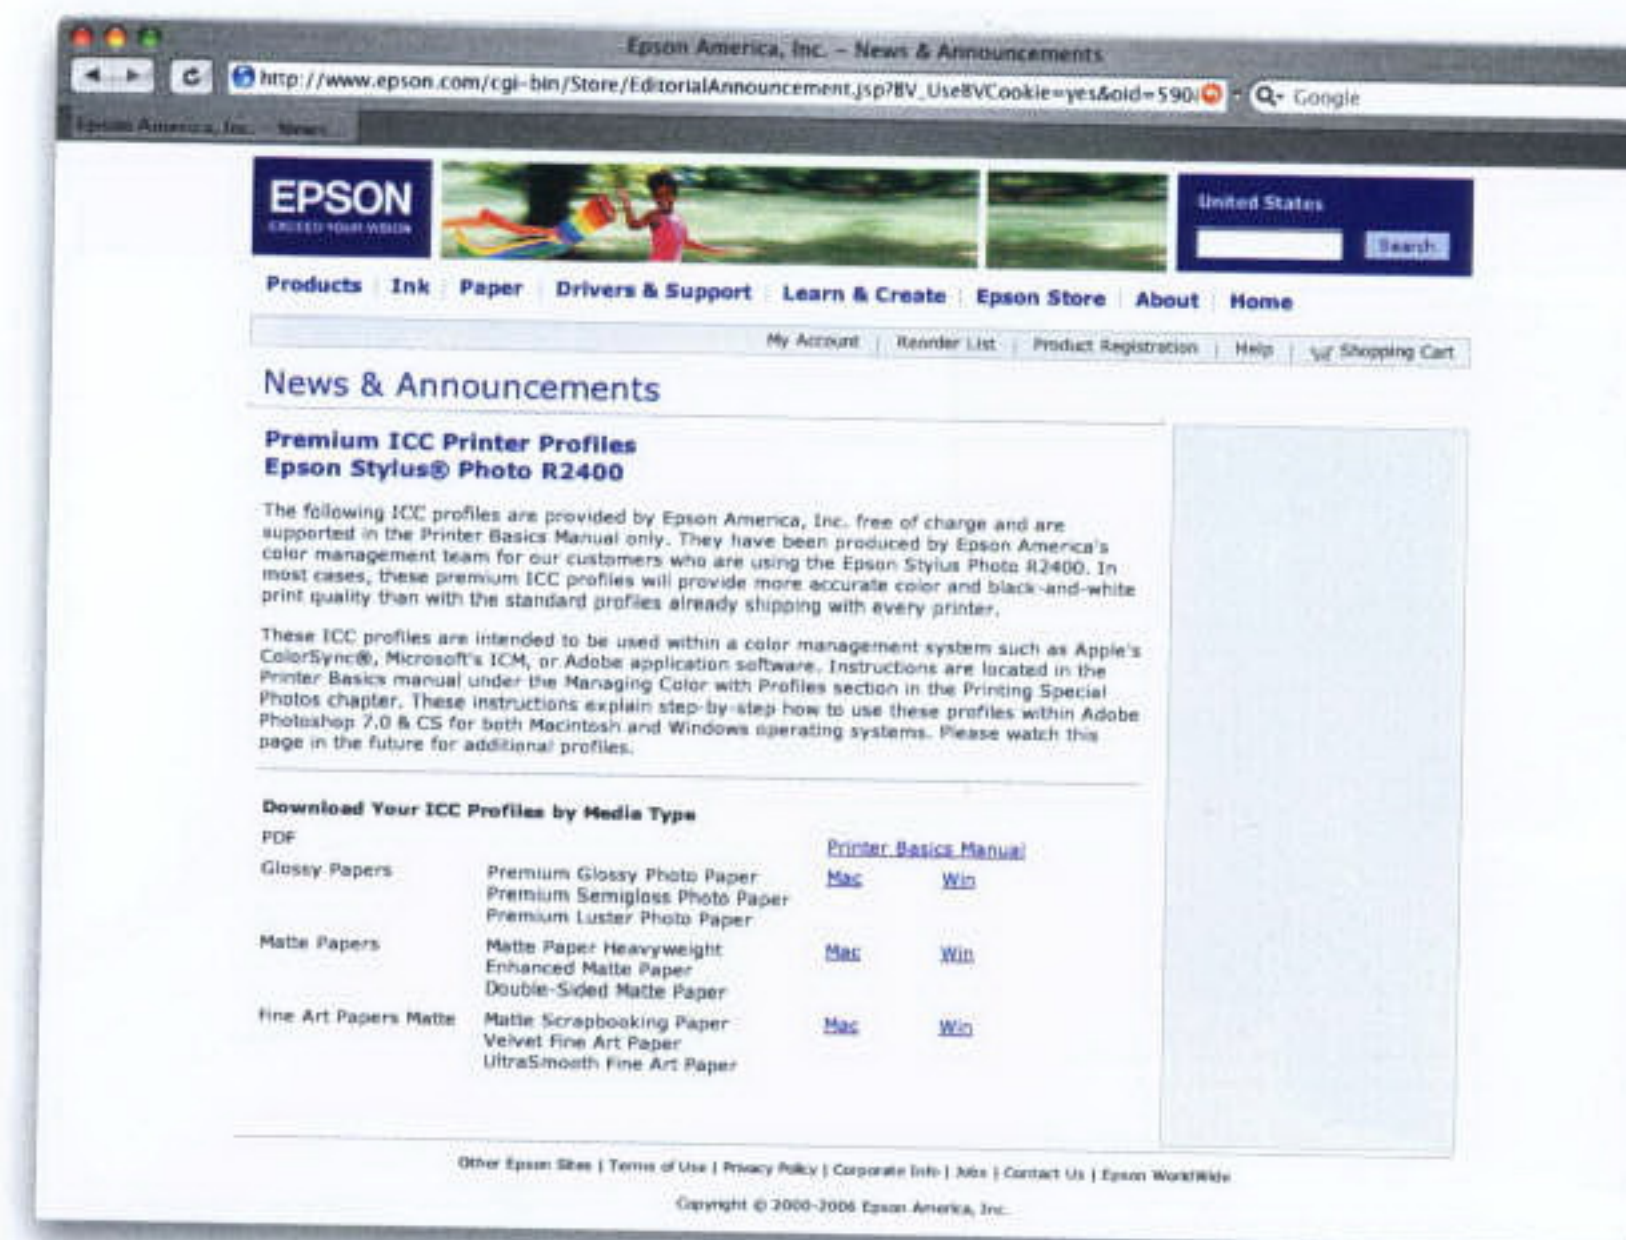 Epson America, Inc. – News & Announcements
http://www.epson.com/cgi-bin/Store/EditorialAnnouncement.jsp?BV_UseBVCookie=yes&oid=590
Google
Epson America, Inc. – News...
EPSON
EXCEED YOUR VISION
United States
Search
Products | Ink | Paper | Drivers & Support | Learn & Create | Epson Store | About | Home
My Account | Reorder List | Product Registration | Help | Shopping Cart
News & Announcements
Premium ICC Printer Profiles
Epson Stylus® Photo R2400
The following ICC profiles are provided by Epson America, Inc. free of charge and are
supported in the Printer Basics Manual only. They have been produced by Epson America's
color management team for our customers who are using the Epson Stylus Photo R2400. In
most cases, these premium ICC profiles will provide more accurate color and black-and-white
print quality than with the standard profiles already shipping with every printer.
These ICC profiles are intended to be used within a color management system such as Apple's
ColorSync®, Microsoft's ICM, or Adobe application software. Instructions are located in the
Printer Basics manual under the Managing Color with Profiles section in the Printing Special
Photos chapter. These instructions explain step-by-step how to use these profiles within Adobe
Photoshop 7.0 & CS for both Macintosh and Windows operating systems. Please watch this
page in the future for additional profiles.
Download Your ICC Profiles by Media Type
PDF Printer Basics Manual
Glossy Papers Premium Glossy Photo Paper Mac Win
Premium Semigloss Photo Paper
Premium Luster Photo Paper
Matte Papers Matte Paper Heavyweight Mac Win
Enhanced Matte Paper
Double-Sided Matte Paper
Fine Art Papers Matte Matte Scrapbooking Paper Mac Win
Velvet Fine Art Paper
UltraSmooth Fine Art Paper
Other Epson Sites | Terms of Use | Privacy Policy | Corporate Info | Jobs | Contact Us | Epson WorldWide
Copyright © 2000-2006 Epson America, Inc.